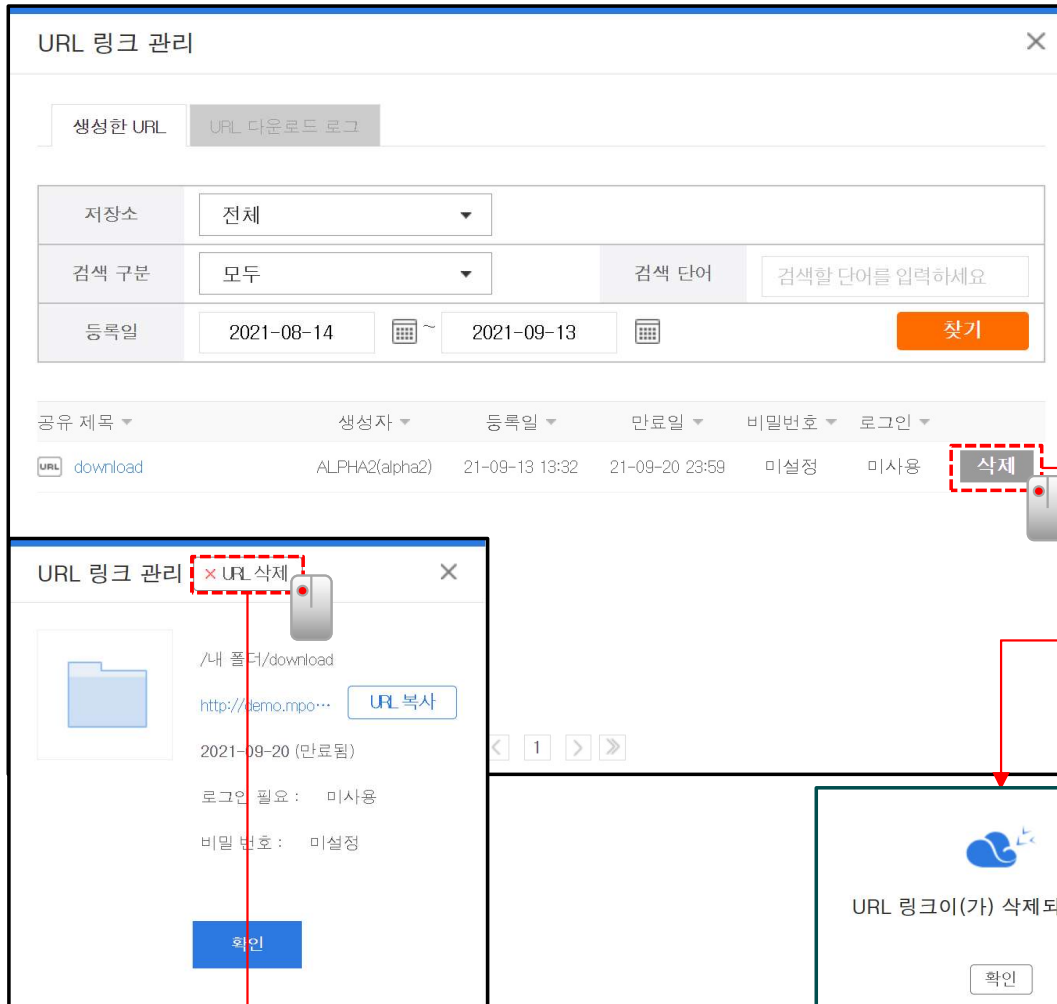 URL 링크 관리
생성한 URL URL 다운로드 로그
저장소 전체
검색 구분 모두 검색 단어 검색할 단어를 입력하세요
등록일 2021-08-14 ~ 2021-09-13 찾기
공유 제목 생성자 등록일 만료일 비밀번호 로그인
URL download ALPHA2(alpha2) 21-09-13 13:32 21-09-20 23:59 미설정 미사용 삭제
1
URL 링크 관리 × URL 삭제
/내 폴더/download
http://demo.mpo… URL 복사
2021-09-20 (만료됨)
로그인 필요 : 미사용
비밀 번호 : 미설정
확인
URL 링크이(가) 삭제되
확인